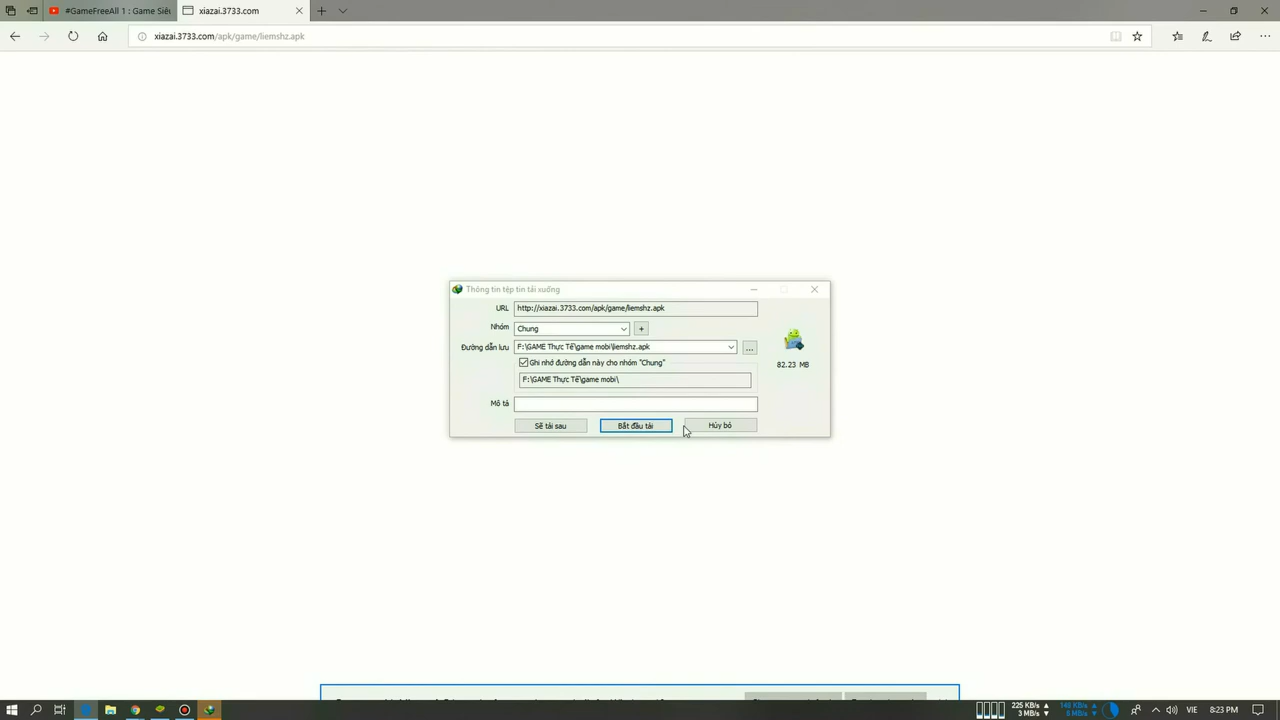 #GameFreeAll 1 : Game Siêu
xiazai.3733.com
xiazai.3733.com/apk/game/liemshz.apk
Thông tin tệp tin tải xuống
URL http://xiazai.3733.com/apk/game/liemshz.apk
Nhóm Chung +
Đường dẫn lưu F:\GAME Thực Tế\game mobi\liemshz.apk ...
Ghi nhớ đường dẫn này cho nhóm "Chung"
82.23 MB
F:\GAME Thực Tế\game mobi\
Mô tả
Sẽ tải sau Bắt đầu tải Hủy bỏ
225 KB/s 148 KB/s
3 MB/s
VIE 8:23 PM